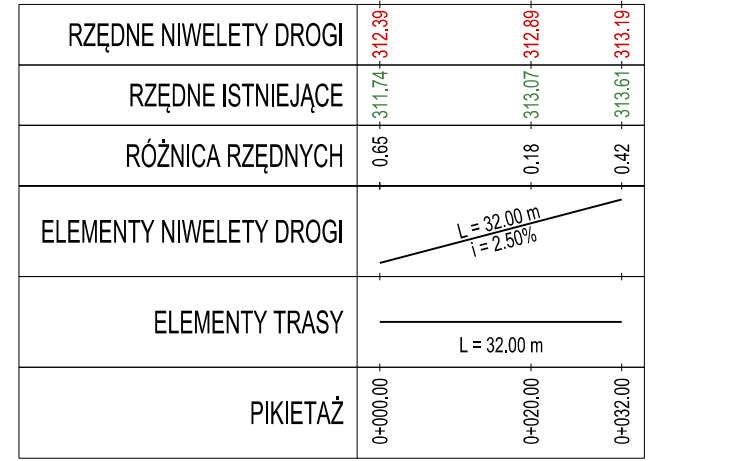 RZĘDNE NIWELETY DROGI 312.39 312.89 313.19
RZĘDNE ISTNIEJĄCE 311.74 313.07 313.61
RÓŻNICA RZĘDNYCH 0.65 0.18 0.42
ELEMENTY NIWELETY DROGI L = 32.00 m
i = 2.50%
ELEMENTY TRASY
L = 32.00 m
PIKIETAŻ 0+000.00 0+020.00 0+032.00